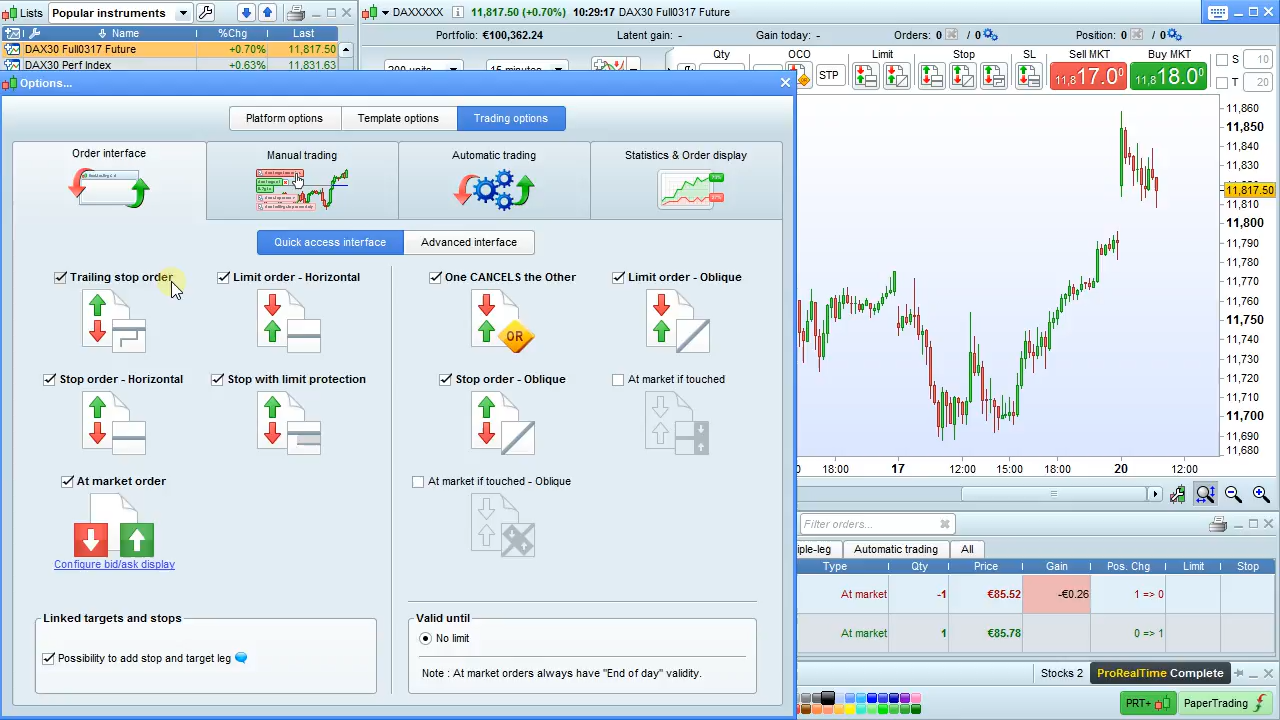 Lists Popular instruments
Name %Chg Last
DAX30 Full0317 Future +0.70% 11,817.50
DAX30 Perf Index +0.63% 11,831.63
DAXXXX 11,817.50 (+0.70%) 10:29:17 DAX30 Full0317 Future
Portfolio: €100,362.24 Latent gain: - Gain today: - Orders: 0 / 0 Position: 0 / 0
Qty OCO Limit Stop SL Sell MKT Buy MKT
STP
11,817.0⁰ 11,818.0⁰
S 10
T 20
Options...
Platform options Template options Trading options
Order interface Manual trading Automatic trading Statistics & Order display
Quick access interface Advanced interface
Trailing stop order Limit order - Horizontal One CANCELS the Other Limit order - Oblique
OR
Stop order - Horizontal Stop with limit protection Stop order - Oblique At market if touched
At market order At market if touched - Oblique
Configure bid/ask display
Linked targets and stops
Possibility to add stop and target leg
Valid until
No limit
Note: At market orders always have "End of day" validity.
11,860
11,850
11,840
11,830
11,817.50
11,810
11,800
11,790
11,780
11,770
11,760
11,750
11,740
11,730
11,720
11,710
11,700
11,690
11,680
18:00 17 12:00 15:00 18:00 20 12:00
Filter orders...
Automatic trading All
Type Qty Price Gain Pos. Chg Limit Stop
At market -1 €85.52 -€0.26 1 => 0
At market 1 €85.78 0 => 1
Stocks 2 ProRealTime Complete
PRT+ PaperTrading